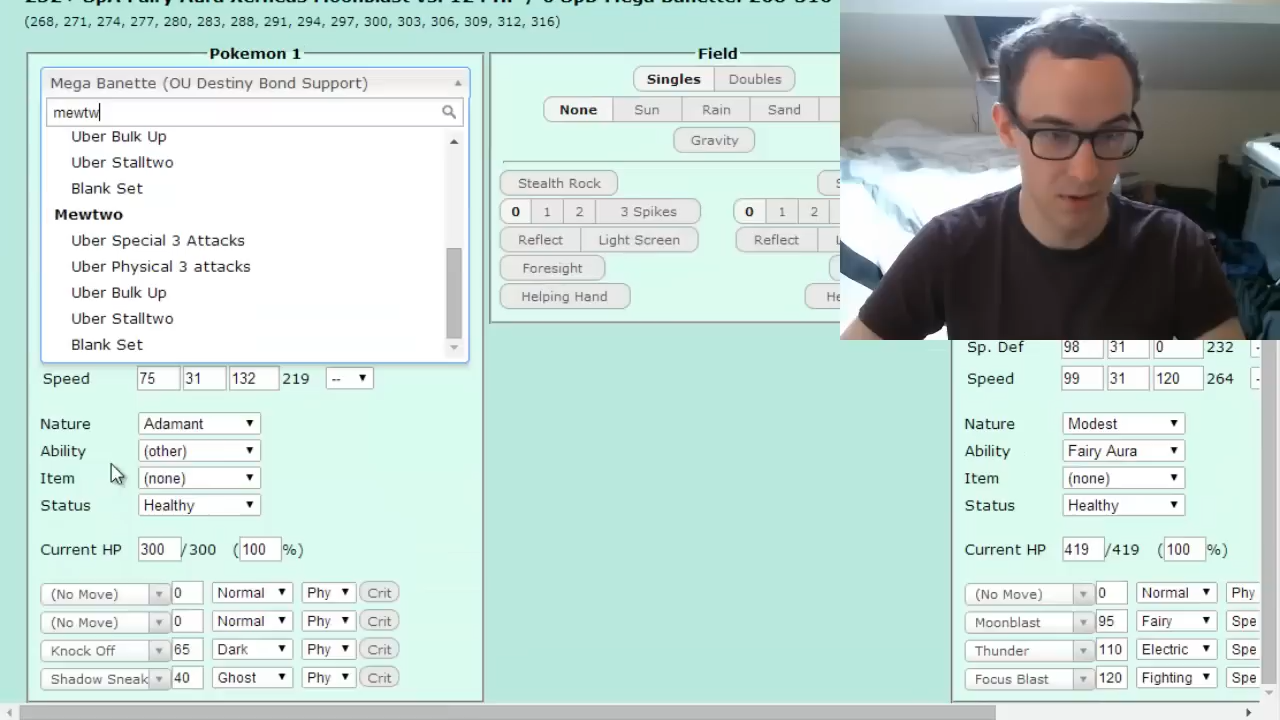 (268, 271, 274, 277, 280, 283, 288, 291, 294, 297, 300, 303, 306, 309, 312, 316)
Pokemon 1
Mega Banette (OU Destiny Bond Support)
mewtw
Uber Bulk Up
Uber Stalltwo
Blank Set
Mewtwo
Uber Special 3 Attacks
Uber Physical 3 attacks
Uber Bulk Up
Uber Stalltwo
Blank Set
Speed 75 31 132 219 --
Nature Adamant
Ability (other)
Item (none)
Status Healthy
Current HP 300 /300 (100 %)
(No Move) 0 Normal Phy Crit
(No Move) 0 Normal Phy Crit
Knock Off 65 Dark Phy Crit
Shadow Sneak 40 Ghost Phy Crit
Field
Singles Doubles
None Sun Rain Sand
Gravity
Stealth Rock S
0 1 2 3 Spikes 0 1 2
Reflect Light Screen Reflect L
Foresight
Helping Hand He
Sp. Def 98 31 0 232 -
Speed 99 31 120 264 -
Nature Modest
Ability Fairy Aura
Item (none)
Status Healthy
Current HP 419 /419 (100 %)
(No Move) 0 Normal Phy
Moonblast 95 Fairy Spe
Thunder 110 Electric Spe
Focus Blast 120 Fighting Spe